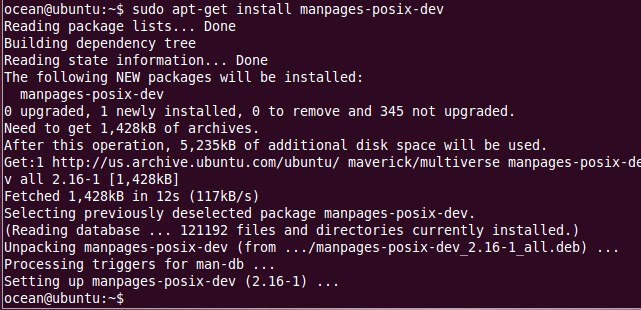 ocean@ubuntu:~$ sudo apt-get install manpages-posix-dev
Reading package lists... Done
Building dependency tree
Reading state information... Done
The following NEW packages will be installed:
  manpages-posix-dev
0 upgraded, 1 newly installed, 0 to remove and 345 not upgraded.
Need to get 1,428kB of archives.
After this operation, 5,235kB of additional disk space will be used.
Get:1 http://us.archive.ubuntu.com/ubuntu/ maverick/multiverse manpages-posix-de
v all 2.16-1 [1,428kB]
Fetched 1,428kB in 12s (117kB/s)
Selecting previously deselected package manpages-posix-dev.
(Reading database ... 121192 files and directories currently installed.)
Unpacking manpages-posix-dev (from .../manpages-posix-dev_2.16-1_all.deb) ...
Processing triggers for man-db ...
Setting up manpages-posix-dev (2.16-1) ...
ocean@ubuntu:~$